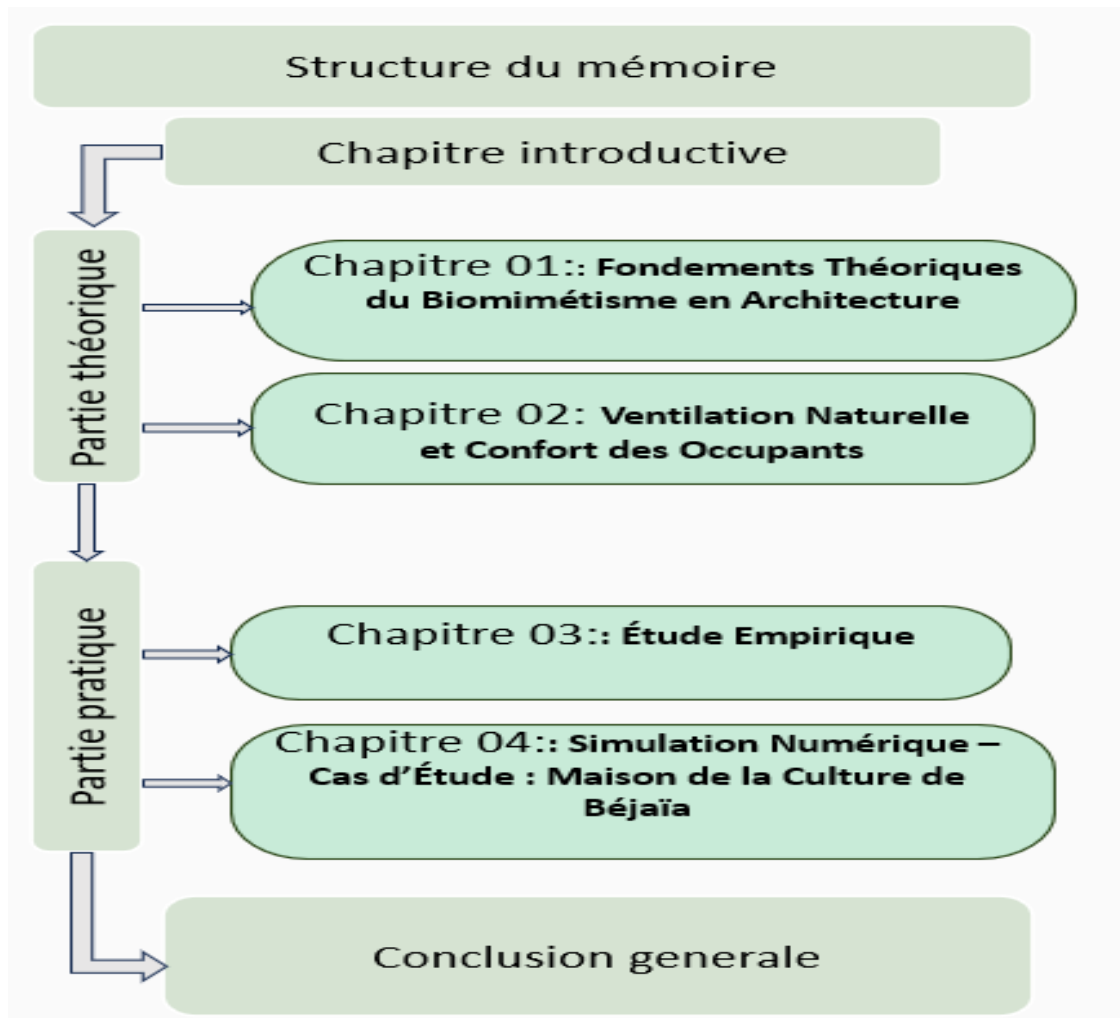 Structure du mémoire
Chapitre introductive
Partie théorique
Chapitre 01:: Fondements Théoriques
du Biomimétisme en Architecture
Chapitre 02: Ventilation Naturelle
et Confort des Occupants
Partie pratique
Chapitre 03:: Étude Empirique
Chapitre 04:: Simulation Numérique –
Cas d’Étude : Maison de la Culture de
Béjaïa
Conclusion generale